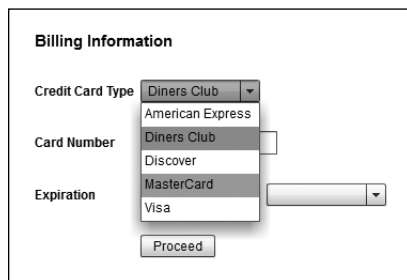 Billing Information
Credit Card Type Diners Club
American Express
Card Number Diners Club
Discover
Expiration MasterCard
Visa
Proceed